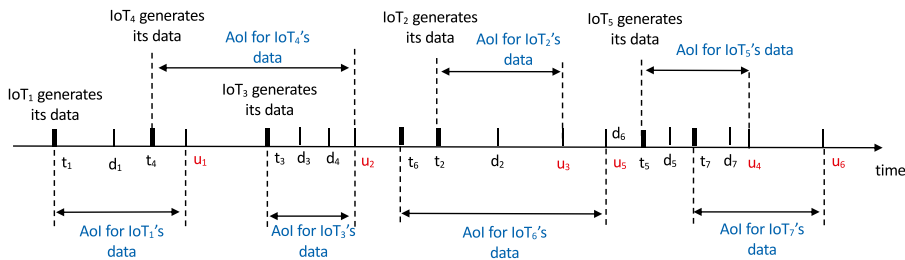 IoT₄ generates
its data
AoI for IoT₄'s
data
IoT₂ generates
its data
AoI for IoT₂'s
data
IoT₅ generates
its data
AoI for IoT₅'s data
IoT₁ generates
its data
IoT₃ generates
its data
t₁ d₁ t₄ u₁ t₃ d₃ d₄ u₂ t₆ t₂ d₂ u₃ u₅ d₆ t₅ d₅ t₇ d₇ u₄ u₆
time
AoI for IoT₁'s
data
AoI for IoT₃'s
data
AoI for IoT₆'s
data
AoI for IoT₇'s
data